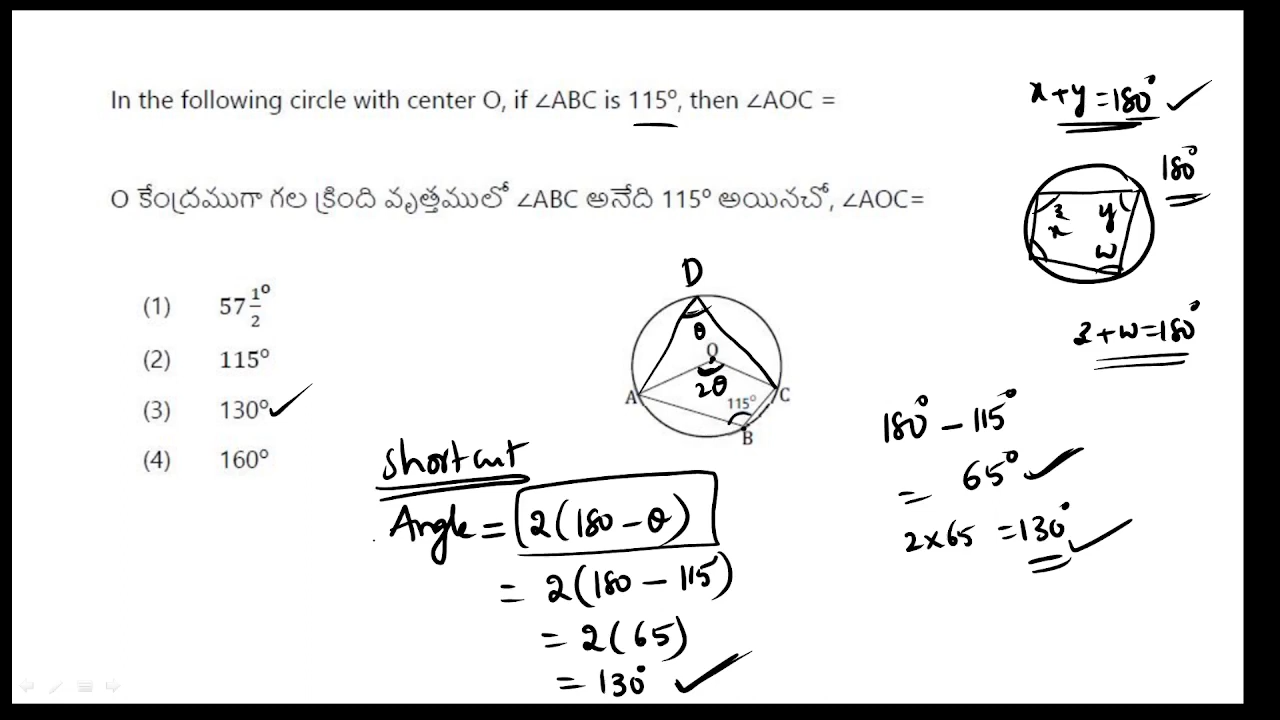 In the following circle with center O, if ∠ABC is 115°, then ∠AOC =
O కేంద్రముగా గల క్రింది వృత్తములో ∠ABC అనేది 115° అయినచో, ∠AOC=
(1) 57 1/2°
(2) 115°
(3) 130°✓
(4) 160°
D
θ
O
2θ
A
C
115°
B
x+y=180° ✓
180°
z
x
y
w
z+w=180°
180° - 115°
= 65° ✓
2×65 = 130° ✓
Shortcut
Angle = 2(180-θ)
= 2(180-115)
= 2(65)
= 130° ✓